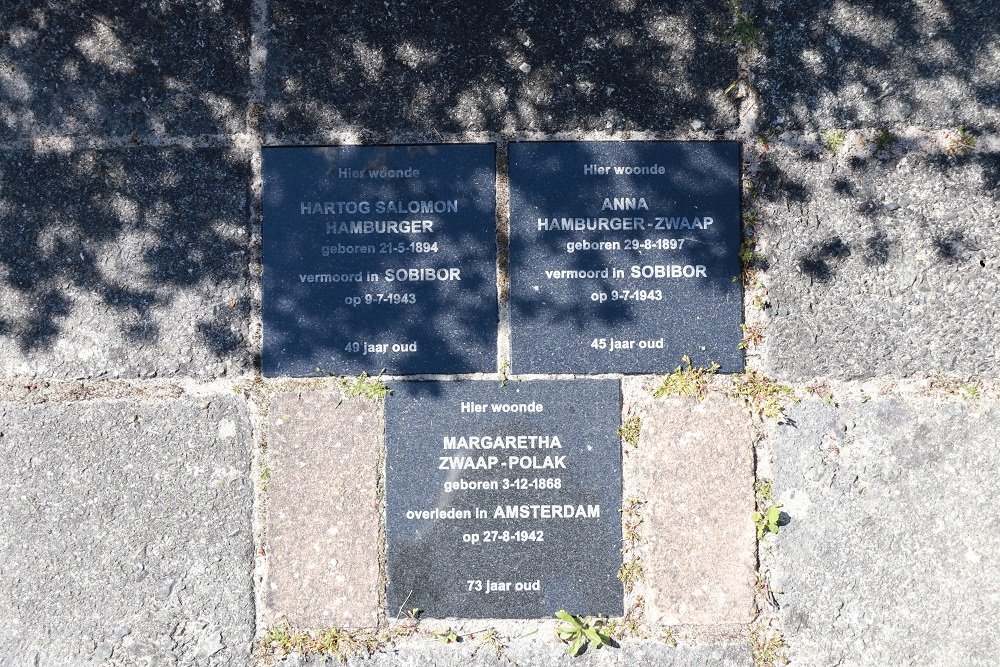 Hier woonde
HARTOG SALOMON
HAMBURGER
geboren 21-5-1894
vermoord in SOBIBOR
op 9-7-1943
49 jaar oud
Hier woonde
ANNA
HAMBURGER-ZWAAP
geboren 29-8-1897
vermoord in SOBIBOR
op 9-7-1943
45 jaar oud
Hier woonde
MARGARETHA
ZWAAP-POLAK
geboren 3-12-1868
overleden in AMSTERDAM
op 27-8-1942
73 jaar oud